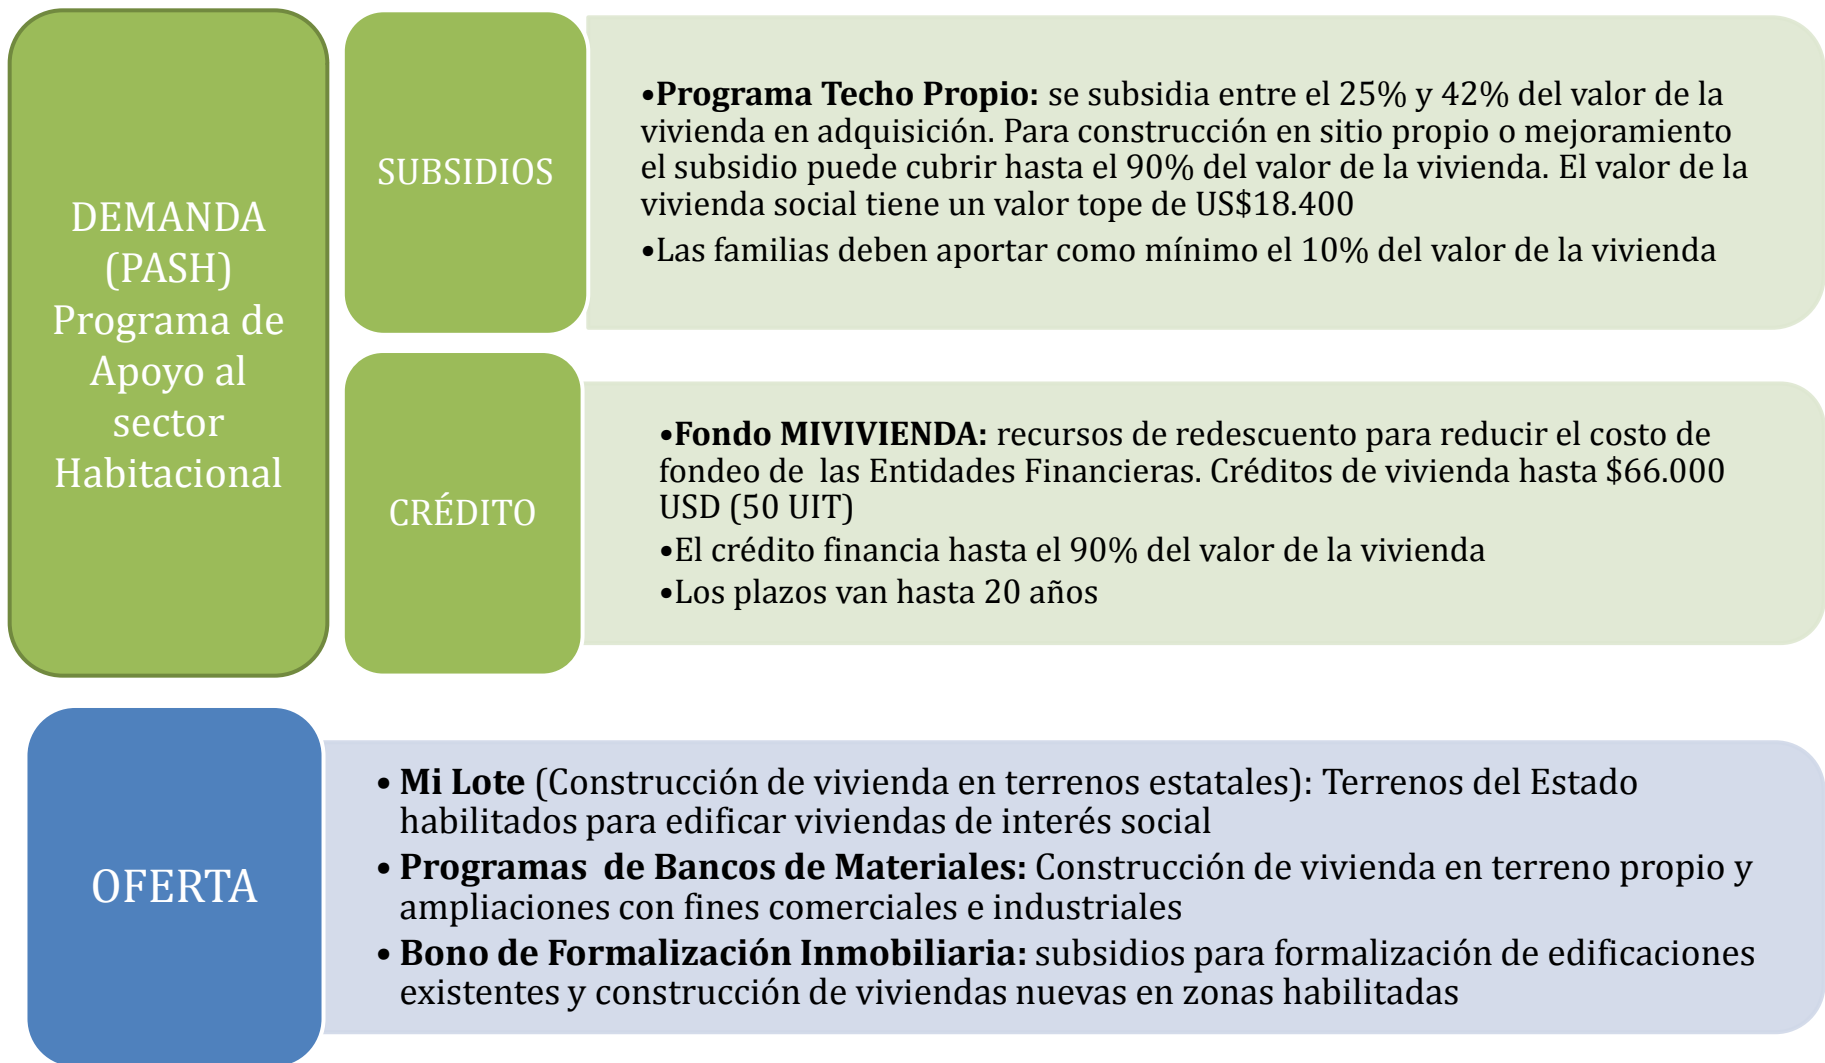 DEMANDA
(PASH)
Programa de
Apoyo al
sector
Habitacional
SUBSIDIOS
•Programa Techo Propio: se subsidia entre el 25% y 42% del valor de la
vivienda en adquisición. Para construcción en sitio propio o mejoramiento
el subsidio puede cubrir hasta el 90% del valor de la vivienda. El valor de la
vivienda social tiene un valor tope de US$18.400
•Las familias deben aportar como mínimo el 10% del valor de la vivienda
CRÉDITO
•Fondo MIVIVIENDA: recursos de redescuento para reducir el costo de
fondeo de  las Entidades Financieras. Créditos de vivienda hasta $66.000
USD (50 UIT)
•El crédito financia hasta el 90% del valor de la vivienda
•Los plazos van hasta 20 años
OFERTA
• Mi Lote (Construcción de vivienda en terrenos estatales): Terrenos del Estado
habilitados para edificar viviendas de interés social
• Programas  de Bancos de Materiales: Construcción de vivienda en terreno propio y
ampliaciones con fines comerciales e industriales
• Bono de Formalización Inmobiliaria: subsidios para formalización de edificaciones
existentes y construcción de viviendas nuevas en zonas habilitadas